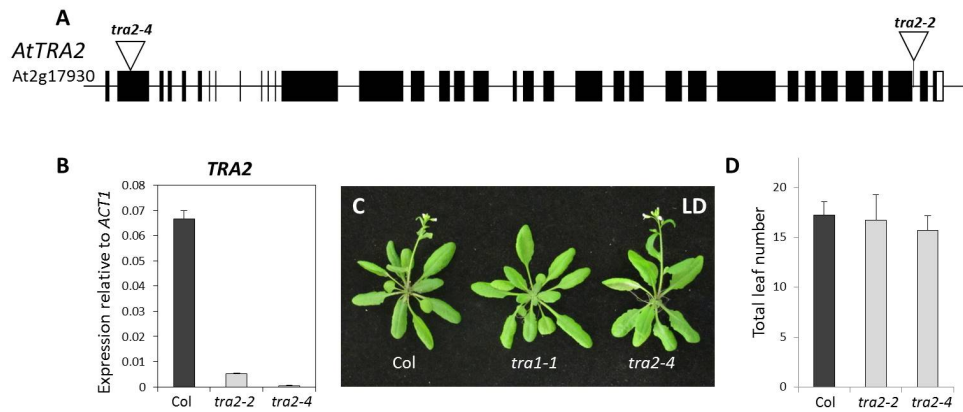 A
tra2-4
tra2-2
AtTRA2
At2g17930
B
TRA2
Expression relative to ACT1
0.08
0.07
0.06
0.05
0.04
0.03
0.02
0.01
0
Col
tra2-2
tra2-4
C
LD
Col
tra1-1
tra2-4
D
Total leaf number
20
15
10
5
0
Col
tra2-2
tra2-4